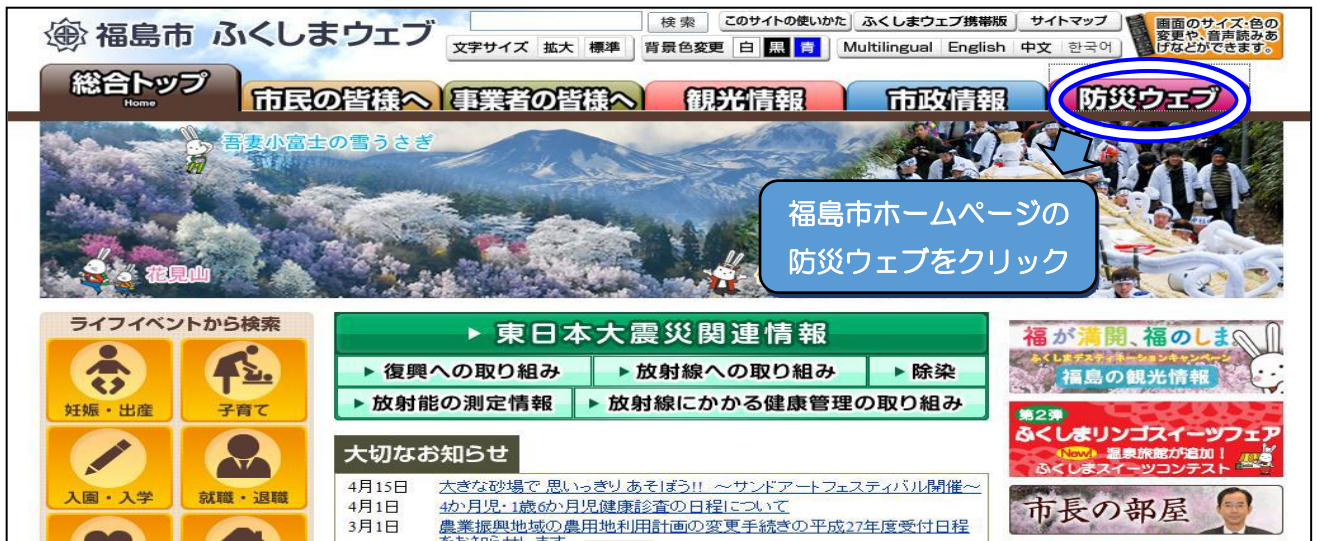 福島市 ふくしまウェブ
検索
このサイトの使いかた
ふくしまウェブ携帯版
サイトマップ
画面のサイズ・色の
変更や、音声読みあ
げなどができます。
文字サイズ 拡大 標準
背景色変更 白 黒 青
Multilingual English 中文 한국어
総合トップ
Home
市民の皆様へ
事業者の皆様へ
観光情報
市政情報
防災ウェブ
吾妻小富士の雪うさぎ
花見山
福島市ホームページの
防災ウェブをクリック
ライフイベントから検索
妊娠・出産
子育て
入園・入学
就職・退職
東日本大震災関連情報
復興への取り組み
放射線への取り組み
除染
放射能の測定情報
放射線にかかる健康管理の取り組み
大切なお知らせ
4月15日 大きな砂場で 思いっきり あそぼう!! ～サンドアートフェスティバル開催～
4月1日 4か月児・1歳6か月児健康診査の日程について
3月1日 農業振興地域の農用地利用計画の変更手続きの平成27年度受付日程
をお知らせします
福が満開、福のしま
ふくしまデスティネーションキャンペーン
福島の観光情報
第2弾
ふくしまリンゴスイーツフェア
New! 温泉旅館が追加！
ふくしまスイーツコンテスト
市長の部屋